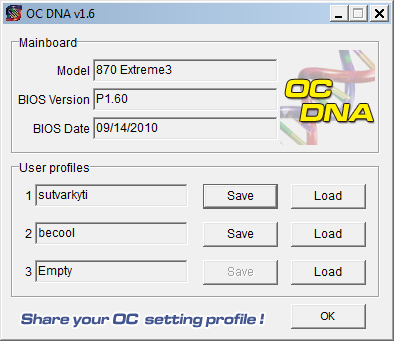 OC DNA v1.6
Mainboard
Model 870 Extreme3
BIOS Version P1.60
BIOS Date 09/14/2010
OC
DNA
User profiles
1 sutvarkyti Save Load
2 becool Save Load
3 Empty Save Load
Share your OC setting profile!
OK